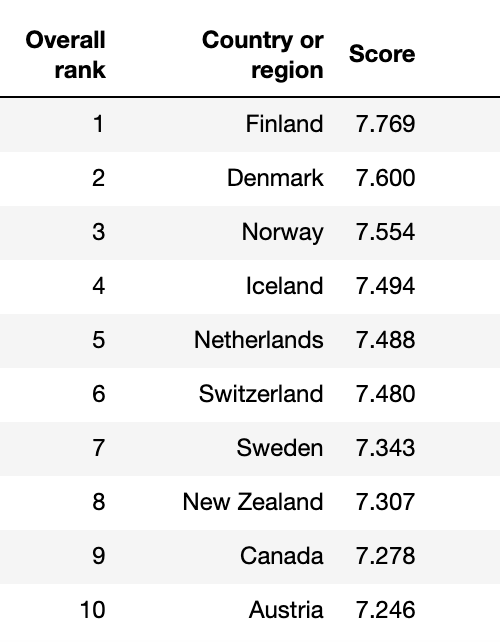 Overall rank Country or region Score
1 Finland 7.769
2 Denmark 7.600
3 Norway 7.554
4 Iceland 7.494
5 Netherlands 7.488
6 Switzerland 7.480
7 Sweden 7.343
8 New Zealand 7.307
9 Canada 7.278
10 Austria 7.246